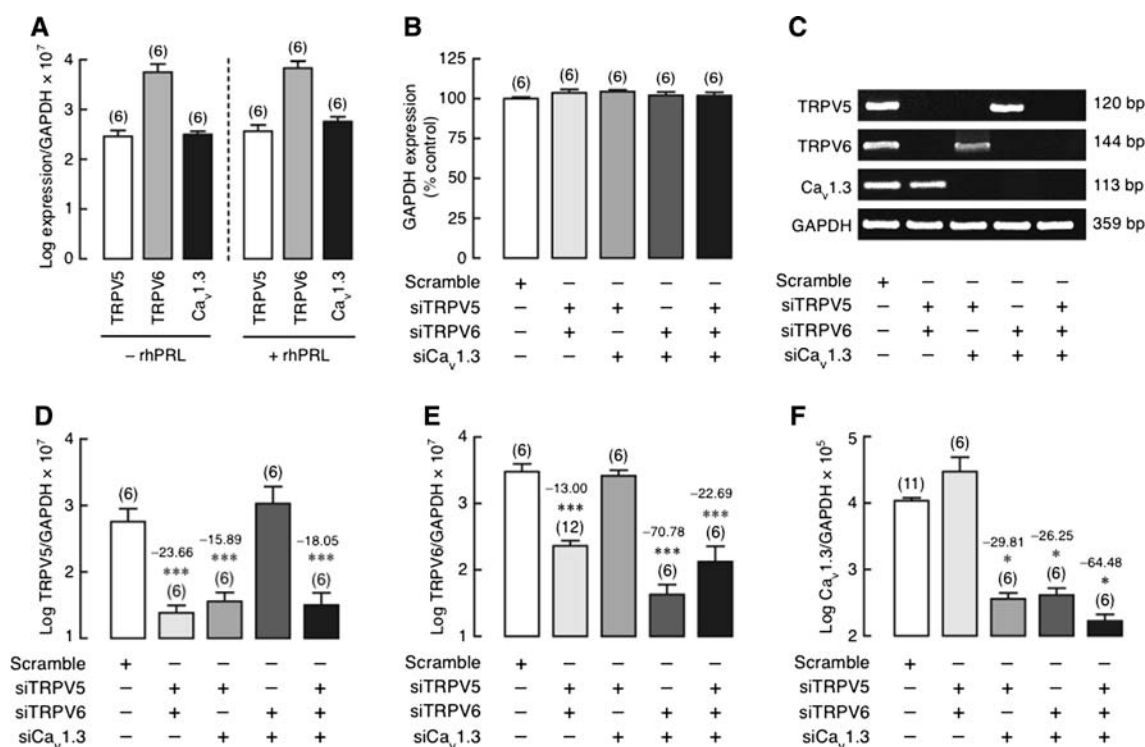 A
Log expression/GAPDH × 10⁷
4
3
2
1
0
(6)
(6)
(6)
(6)
(6)
(6)
TRPV5
TRPV6
Caᵥ1.3
TRPV5
TRPV6
Caᵥ1.3
– rhPRL
+ rhPRL
B
GAPDH expression
(% control)
125
100
75
50
25
0
(6) (6) (6) (6) (6)
Scramble + – – – –
siTRPV5 – + + – +
siTRPV6 – + – + +
siCaᵥ1.3 – – + + +
C
TRPV5 120 bp
TRPV6 144 bp
Caᵥ1.3 113 bp
GAPDH 359 bp
Scramble + – – – –
siTRPV5 – + + – +
siTRPV6 – + – + +
siCaᵥ1.3 – – + + +
D
Log TRPV5/GAPDH × 10⁷
4
3
2
1
(6)
–23.66
***
(6)
–15.89
***
(6)
(6)
–18.05
***
(6)
Scramble + – – – –
siTRPV5 – + + – +
siTRPV6 – + – + +
siCaᵥ1.3 – – + + +
E
Log TRPV6/GAPDH × 10⁷
4
3
2
1
(6)
–13.00
***
(12)
(6)
–70.78
***
(6)
–22.69
***
(6)
Scramble + – – – –
siTRPV5 – + + – +
siTRPV6 – + – + +
siCaᵥ1.3 – – + + +
F
Log Caᵥ1.3/GAPDH × 10⁵
5
4
3
2
(11)
(6)
–29.81
*
(6)
–26.25
*
(6)
–64.48
*
(6)
Scramble + – – – –
siTRPV5 – + + – +
siTRPV6 – + – + +
siCaᵥ1.3 – – + + +